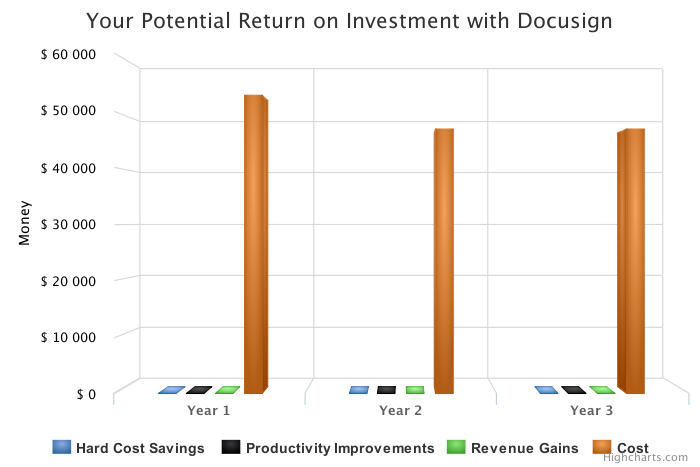 Your Potential Return on Investment with Docusign
$ 60 000
$ 50 000
$ 40 000
$ 30 000
$ 20 000
$ 10 000
$ 0
Money
Year 1
Year 2
Year 3
Hard Cost Savings
Productivity Improvements
Revenue Gains
Cost
Highcharts.com